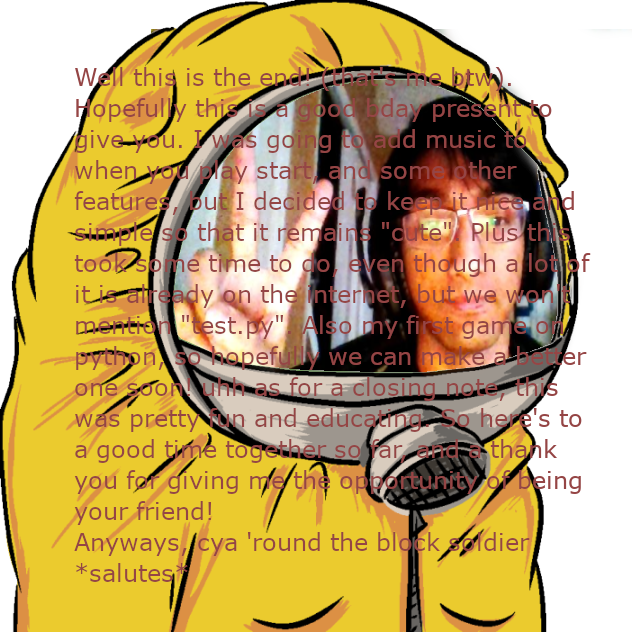 Well this is the end! (that's me btw).
Hopefully this is a good bday present to
give you. I was going to add music to
when you play start, and some other
features, but I decided to keep it nice and
simple so that it remains "cute". Plus this
took some time to do, even though a lot of
it is already on the internet, but we won't
mention "test.py". Also my first game on
python, so hopefully we can make a better
one soon! uhh as for a closing note, this
was pretty fun and educating. So here's to
a good time together so far, and a thank
you for giving me the opportunity of being
your friend!
Anyways, cya 'round the block soldier
*salutes*